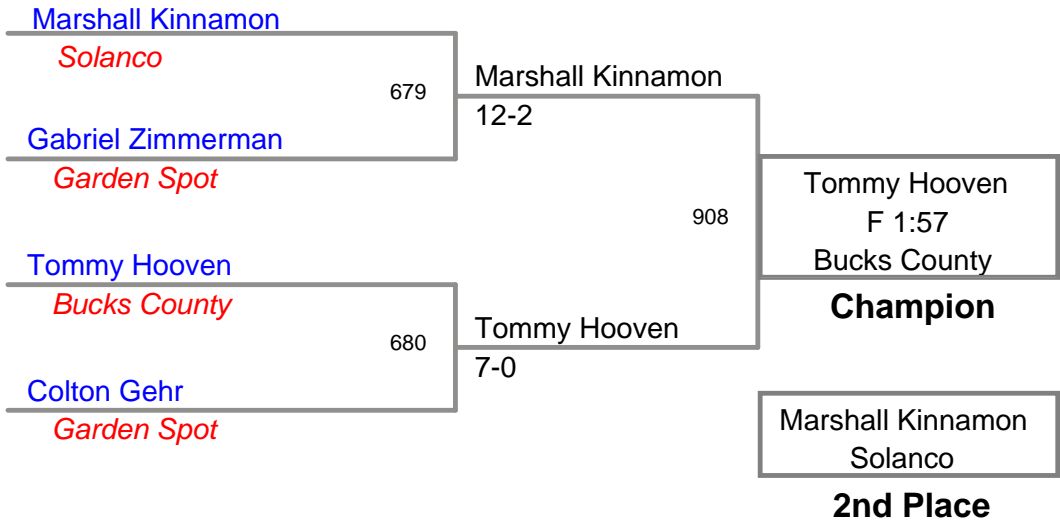 Marshall Kinnamon
Solanco
679
Marshall Kinnamon
12-2
Gabriel Zimmerman
Garden Spot
908
Tommy Hooven
F 1:57
Bucks County
Champion
Tommy Hooven
Bucks County
680
Tommy Hooven
7-0
Colton Gehr
Garden Spot
Marshall Kinnamon
Solanco
2nd Place